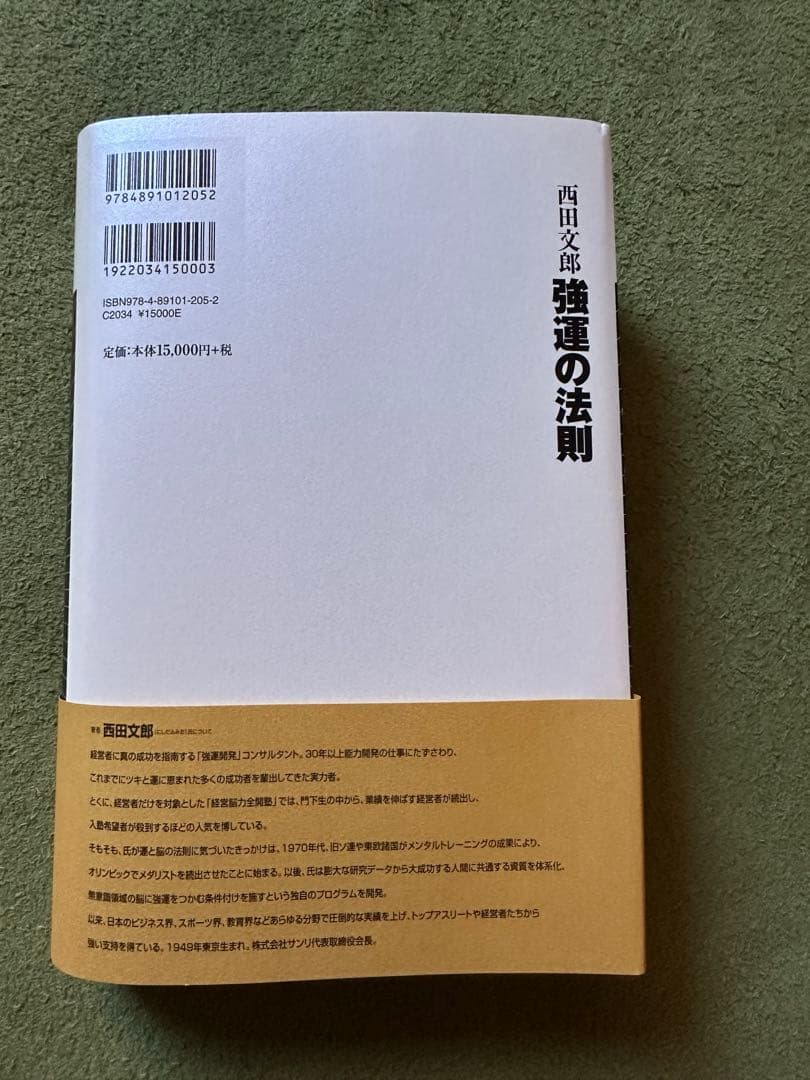 9784891012052
1922034150003
ISBN978-4-89101-205-2
C2034 ¥15000E
定価:本体15,000円+税
西田文郎
強運の法則
著者 西田文郎(にしだふみお)氏について
経営者に真の成功を指南する「強運開発」コンサルタント。30年以上能力開発の仕事にたずさわり、
これまでにツキと運に恵まれた多くの成功者を輩出してきた実力者。
とくに、経営者だけを対象とした「経営脳力全開塾」では、門下生の中から、業績を伸ばす経営者が続出し、
入塾希望者が殺到するほどの人気を博している。
そもそも、氏が運と脳の法則に気づいたきっかけは、1970年代、旧ソ連や東欧諸国がメンタルトレーニングの成果により、
オリンピックでメダリストを続出させたことに始まる。以後、氏は膨大な研究データから大成功する人間に共通する資質を体系化、
無意識領域の脳に強運をつかむ条件付けを施すという独自のプログラムを開発。
以来、日本のビジネス界、スポーツ界、教育界などあらゆる分野で圧倒的な実績を上げ、トップアスリートや経営者たちから
強い支持を得ている。1949年東京生まれ。株式会社サンリ代表取締役会長。